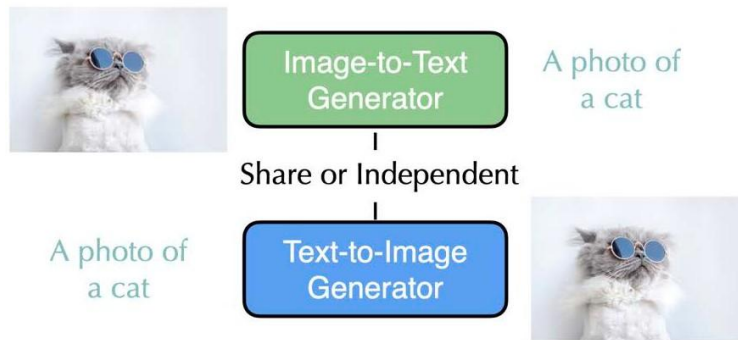 Image-to-Text
Generator
A photo of
a cat
Share or Independent
A photo of
a cat
Text-to-Image
Generator